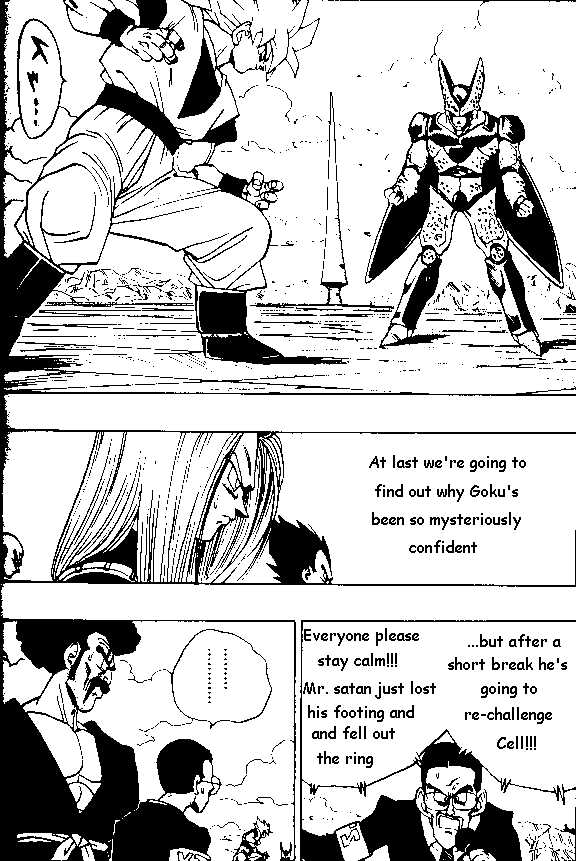 At last we're going to
find out why Goku's
been so mysteriously
confident
Everyone please
stay calm!!!
Mr. satan just lost
his footing and
and fell out
the ring
...but after a
short break he's
going to
re-challenge
Cell!!!